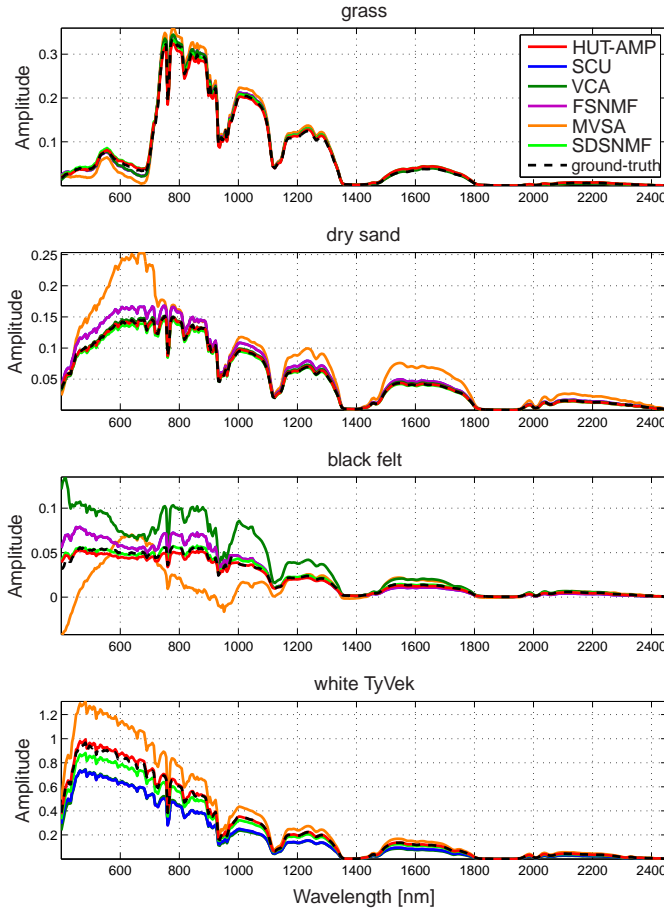 grass
Amplitude
0.3
0.2
0.1
HUT-AMP
SCU
VCA
FSNMF
MVSA
SDSNMF
ground-truth
600 800 1000 1200 1400 1600 1800 2000 2200 2400
dry sand
Amplitude
0.25
0.2
0.15
0.1
0.05
600 800 1000 1200 1400 1600 1800 2000 2200 2400
black felt
Amplitude
0.1
0.05
0
600 800 1000 1200 1400 1600 1800 2000 2200 2400
white TyVek
Amplitude
1.2
1
0.8
0.6
0.4
0.2
600 800 1000 1200 1400 1600 1800 2000 2200 2400
Wavelength [nm]